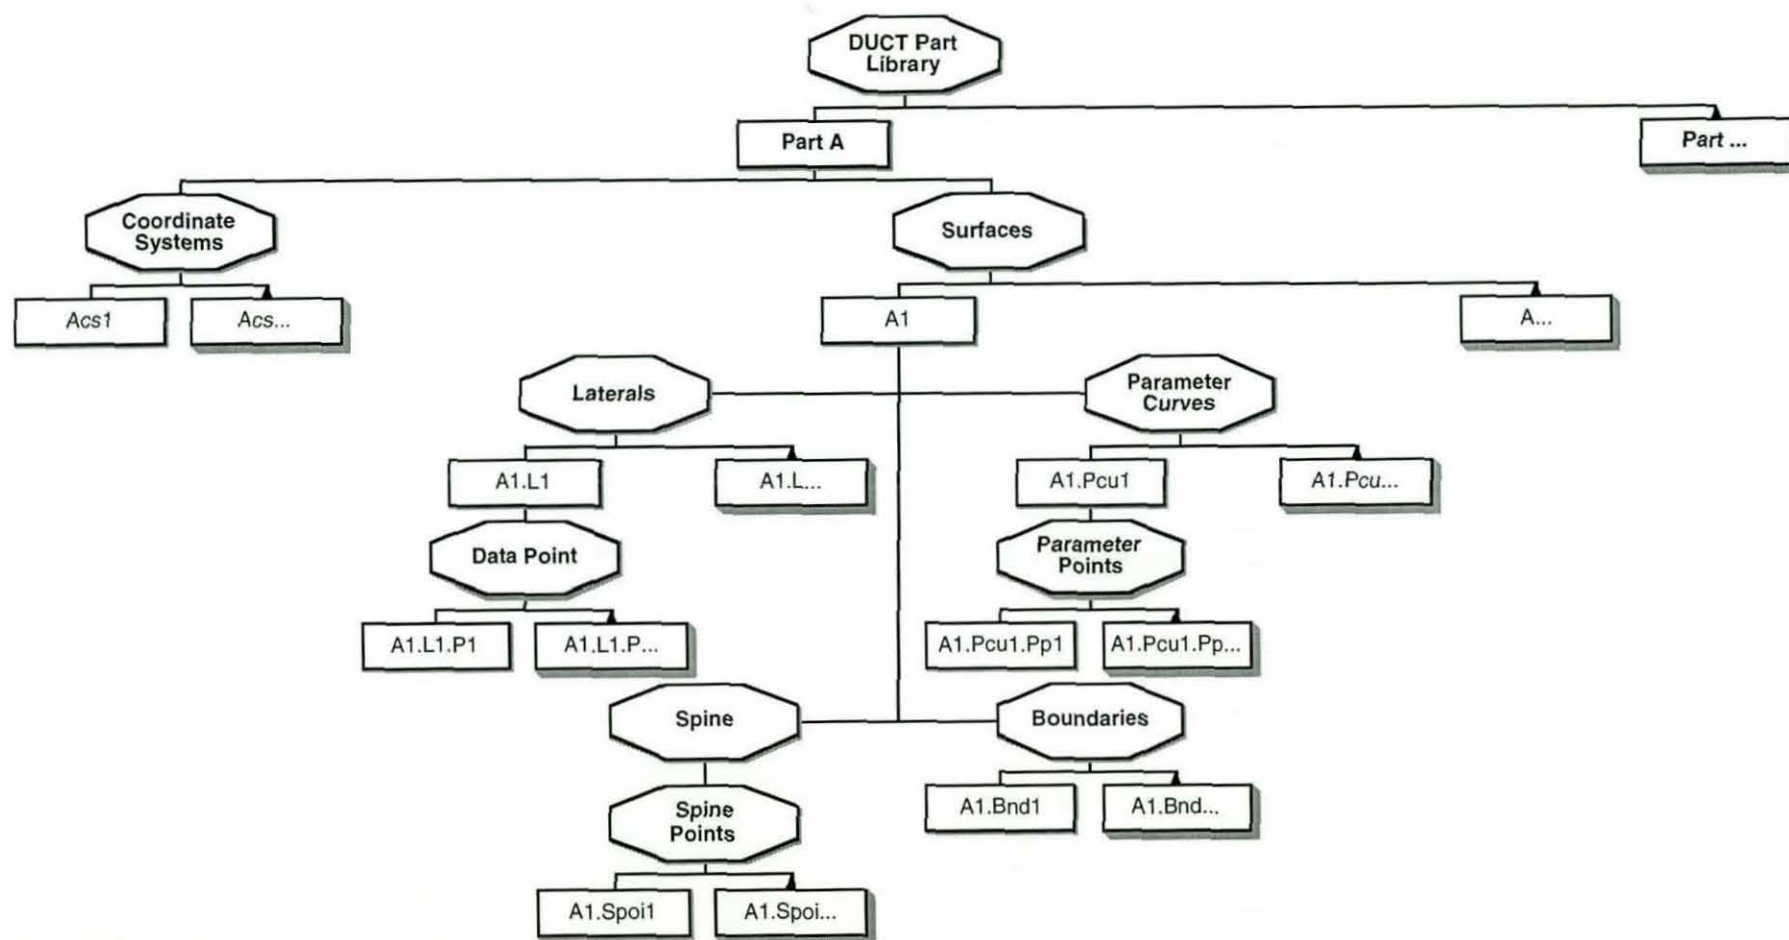 DUCT Part
Library
Part A
Part ...
Coordinate
Systems
Surfaces
Acs1
Acs...
A1
A...
Laterals
Parameter
Curves
A1.L1
A1.L...
A1.Pcu1
A1.Pcu...
Data Point
Parameter
Points
A1.L1.P1
A1.L1.P...
A1.Pcu1.Pp1
A1.Pcu1.Pp...
Spine
Boundaries
Spine
Points
A1.Bnd1
A1.Bnd...
A1.Spoi1
A1.Spoi...